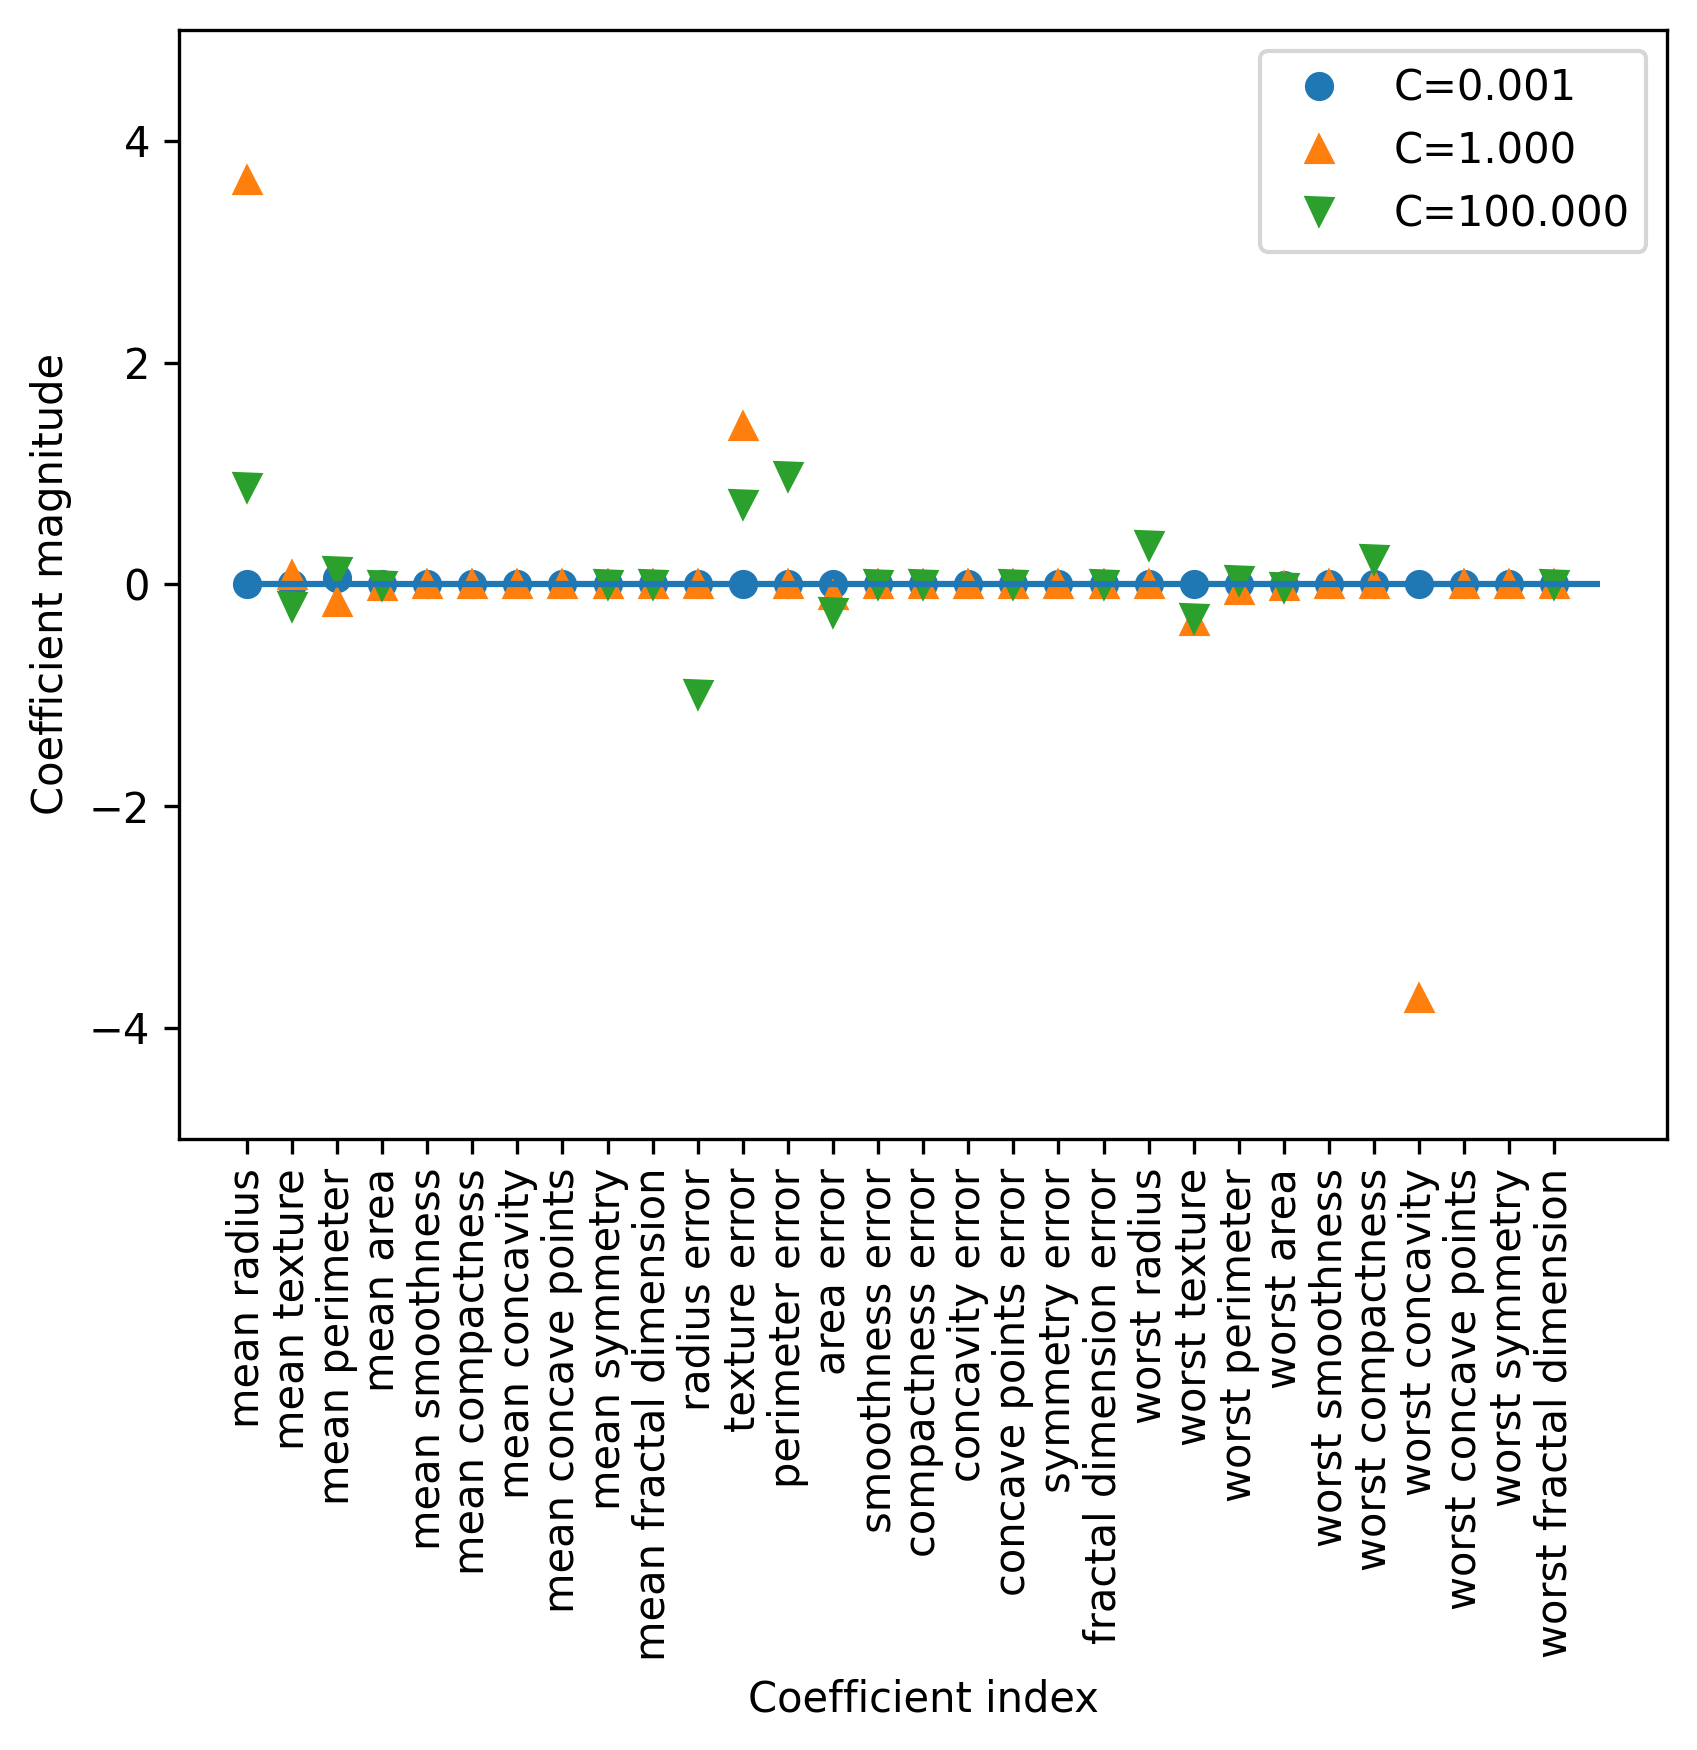 C=0.001
C=1.000
C=100.000
4
2
0
−2
−4
Coefficient magnitude
mean radius
mean texture
mean perimeter
mean area
mean smoothness
mean compactness
mean concavity
mean concave points
mean symmetry
mean fractal dimension
radius error
texture error
perimeter error
area error
smoothness error
compactness error
concavity error
concave points error
symmetry error
fractal dimension error
worst radius
worst texture
worst perimeter
worst area
worst smoothness
worst compactness
worst concavity
worst concave points
worst symmetry
worst fractal dimension
Coefficient index